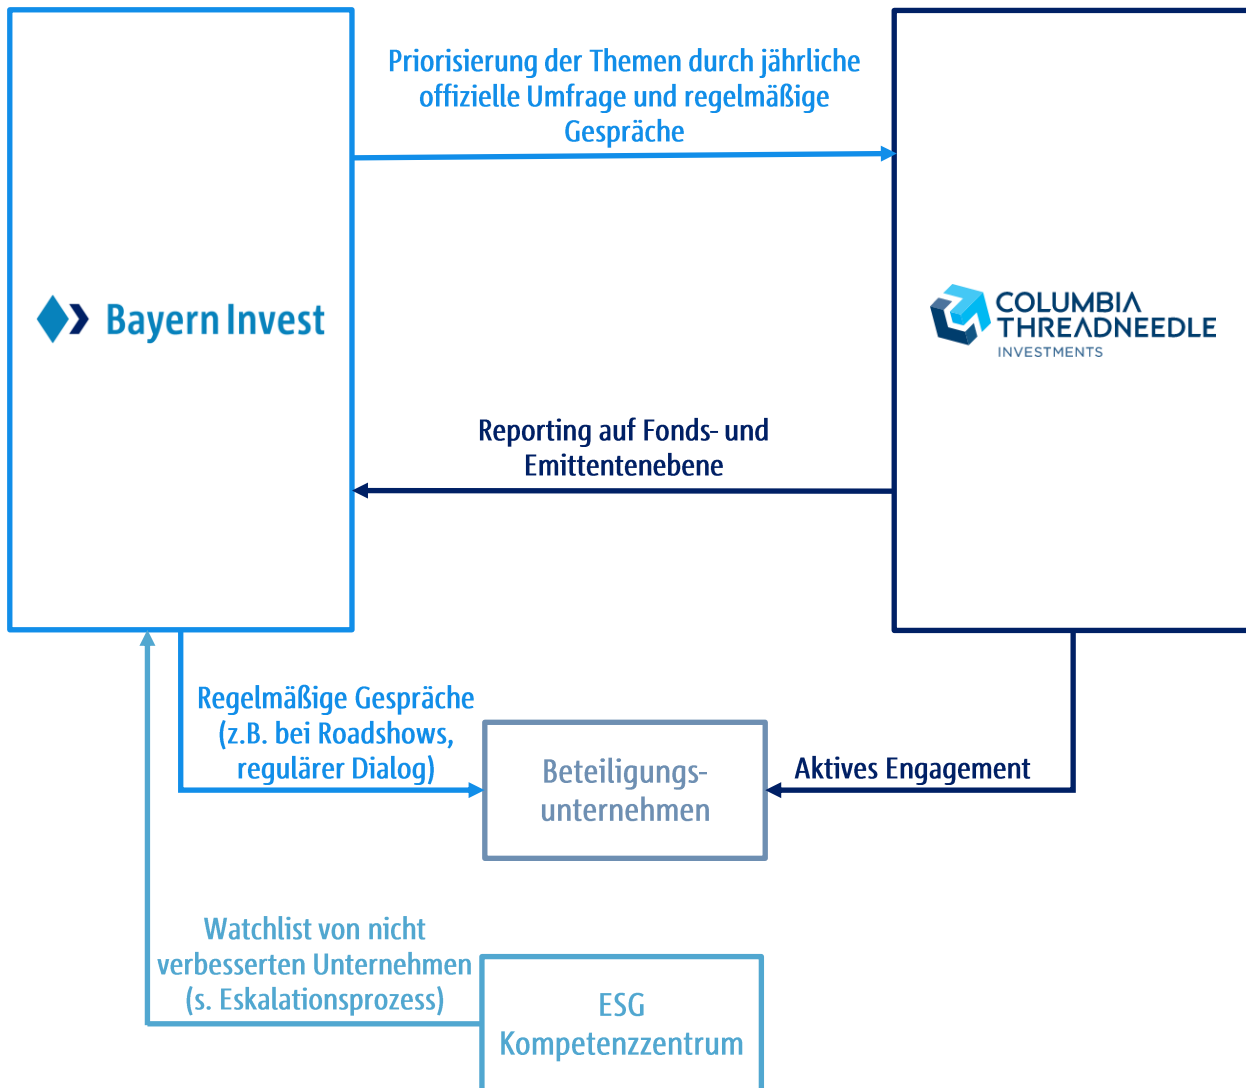 Priorisierung der Themen durch jährliche
offizielle Umfrage und regelmäßige
Gespräche
Bayern Invest
COLUMBIA
THREADNEEDLE
INVESTMENTS
Reporting auf Fonds- und
Emittentenebene
Regelmäßige Gespräche
(z.B. bei Roadshows,
regulärer Dialog)
Beteiligungs-
unternehmen
Aktives Engagement
Watchlist von nicht
verbesserten Unternehmen
(s. Eskalationsprozess)
ESG
Kompetenzzentrum